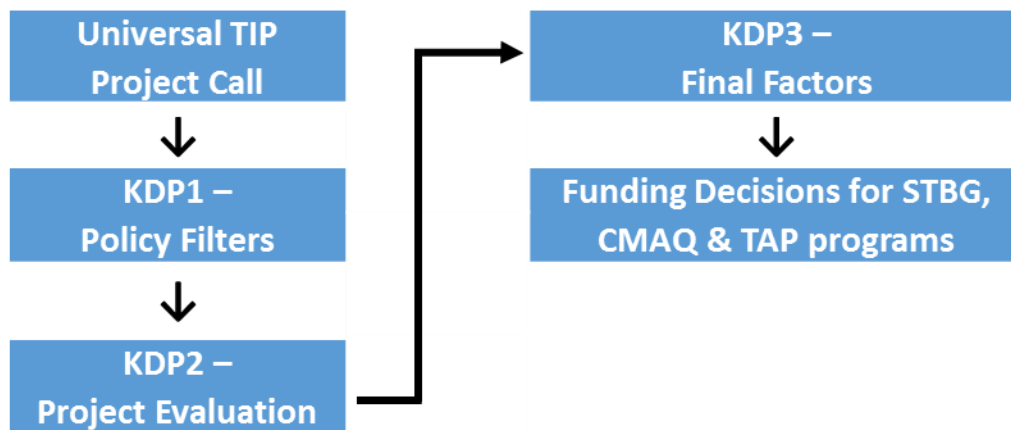 Universal TIP
Project Call
KDP1 –
Policy Filters
KDP2 –
Project Evaluation
KDP3 –
Final Factors
Funding Decisions for STBG,
CMAQ & TAP programs